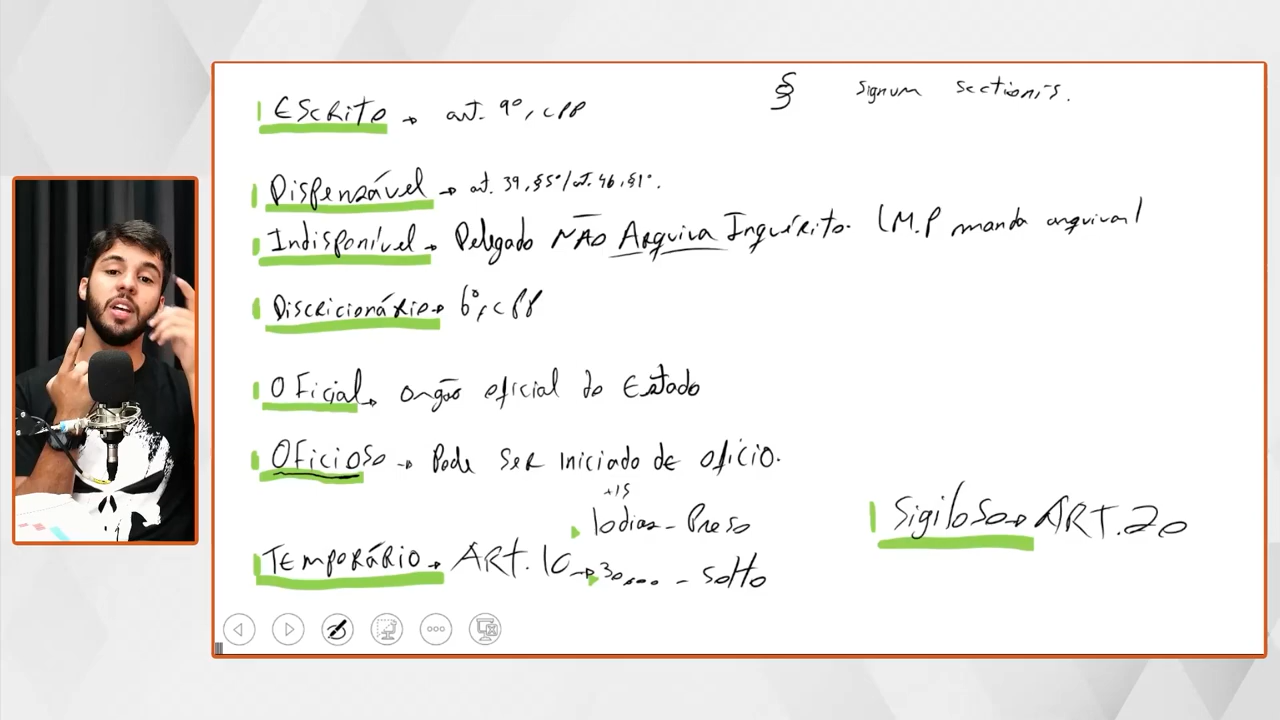 § signum sectionis.
Escrito → art. 9º, CPP
Dispensável → art. 39, §5º/art. 46, §1º.
Indisponível → Delegado NÃO Arquiva Inquérito. (M.P manda arquivar)
Discricionário → 6º, CPP
Oficial → orgão oficial do Estado
Oficioso → Pode ser iniciado de ofício.
+15
10 dias - Preso
Sigiloso → ART. 20
Temporário → ART. 10 → 30 - solto